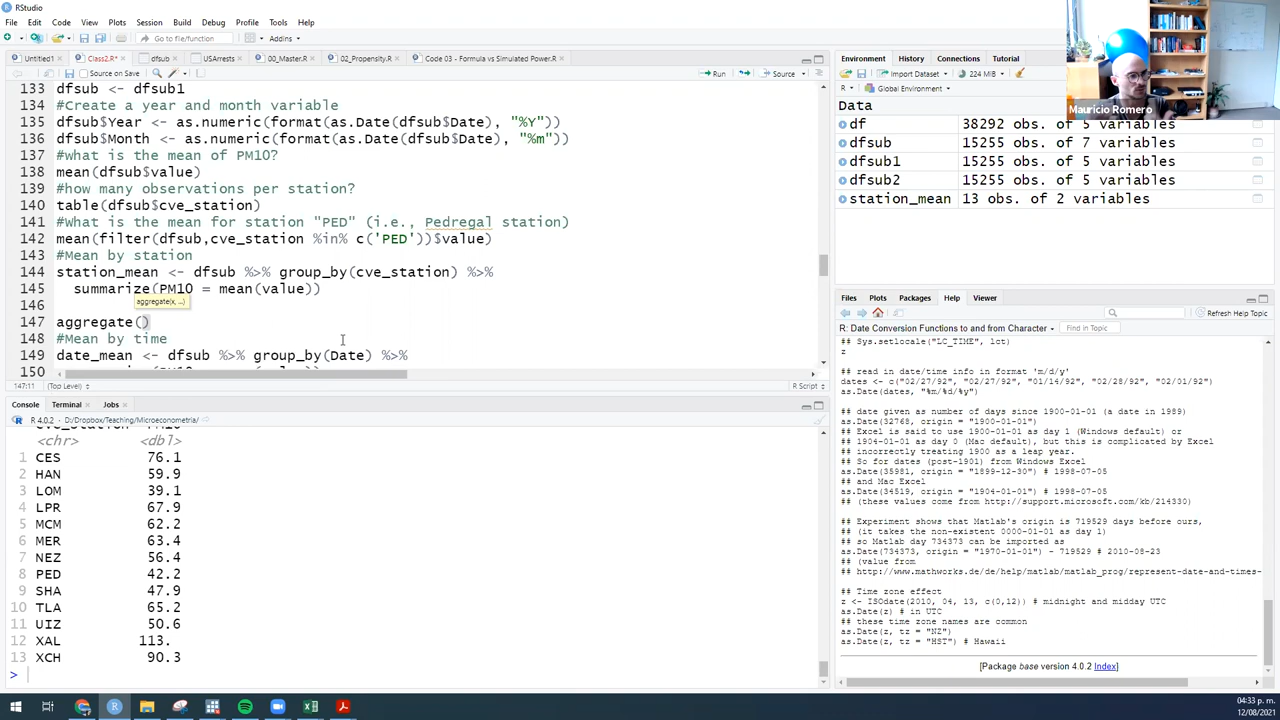 RStudio
File Edit Code View Plots Session Build Debug Profile Tools Help
Go to file/function Addins
Untitled1 Class2.R* dfsub USArrests 00_Master.R 02_Propensity.R Code 03 - Formula vs Simulated Power.R
Source on Save Run Source
133 dfsub <- dfsub1
134 #Create a year and month variable
135 dfsub$Year <- as.numeric(format(as.Date(dfsub$Date), "%Y"))
136 dfsub$Month <- as.numeric(format(as.Date(dfsub$Date), "%m"))
137 #what is the mean of PM10?
138 mean(dfsub$value)
139 #how many observations per station?
140 table(dfsub$cve_station)
141 #What is the mean for station "PED" (i.e., Pedregal station)
142 mean(filter(dfsub,cve_station %in% c('PED'))$value)
143 #Mean by station
144 station_mean <- dfsub %>% group_by(cve_station) %>%
145 summarize(PM10 = mean(value))
146 aggregate(x, ...)
147 aggregate()
148 #Mean by time
149 date_mean <- dfsub %>% group_by(Date) %>%
150
147:11 (Top Level) R Script
Console Terminal Jobs
R 4.0.2 · D:/Dropbox/Teaching/Microeconometria/
<chr> <dbl>
1 CES 76.1
2 HAN 59.9
3 LOM 39.1
4 LPR 67.9
5 MCM 62.2
6 MER 63.4
7 NEZ 56.4
8 PED 42.2
9 SHA 47.9
10 TLA 65.2
11 UIZ 50.6
12 XAL 113.
13 XCH 90.3
>
Environment History Connections Tutorial
Import Dataset 224 MiB
R Global Environment
Data
df 38292 obs. of 5 variables
dfsub 15255 obs. of 7 variables
dfsub1 15255 obs. of 5 variables
dfsub2 15255 obs. of 5 variables
station_mean 13 obs. of 2 variables
Mauricio Romero
Files Plots Packages Help Viewer
Refresh Help Topic
R: Date Conversion Functions to and from Character Find in Topic
## Sys.setlocale("LC_TIME", lct)
z
## read in date/time info in format 'm/d/y'
dates <- c("02/27/92", "02/27/92", "01/14/92", "02/28/92", "02/01/92")
as.Date(dates, "%m/%d/%y")
## date given as number of days since 1900-01-01 (a date in 1989)
as.Date(32768, origin = "1900-01-01")
## Excel is said to use 1900-01-01 as day 1 (Windows default) or
## 1904-01-01 as day 0 (Mac default), but this is complicated by Excel
## incorrectly treating 1900 as a leap year.
## So for dates (post-1901) from Windows Excel
as.Date(35981, origin = "1899-12-30") # 1998-07-05
## and Mac Excel
as.Date(34519, origin = "1904-01-01") # 1998-07-05
## (these values come from http://support.microsoft.com/kb/214330)
## Experiment shows that Matlab's origin is 719529 days before ours,
## (it takes the non-existent 0000-01-01 as day 1)
## so Matlab day 734373 can be imported as
as.Date(734373, origin = "1970-01-01") - 719529 # 2010-08-23
## (value from
## http://www.mathworks.de/de/help/matlab/matlab_prog/represent-date-and-times-
## Time zone effect
z <- ISOdate(2010, 04, 13, c(0,12)) # midnight and midday UTC
as.Date(z) # in UTC
## these time zone names are common
as.Date(z, tz = "NZ")
as.Date(z, tz = "HST") # Hawaii
[Package base version 4.0.2 Index]
04:33 p. m.
12/08/2021